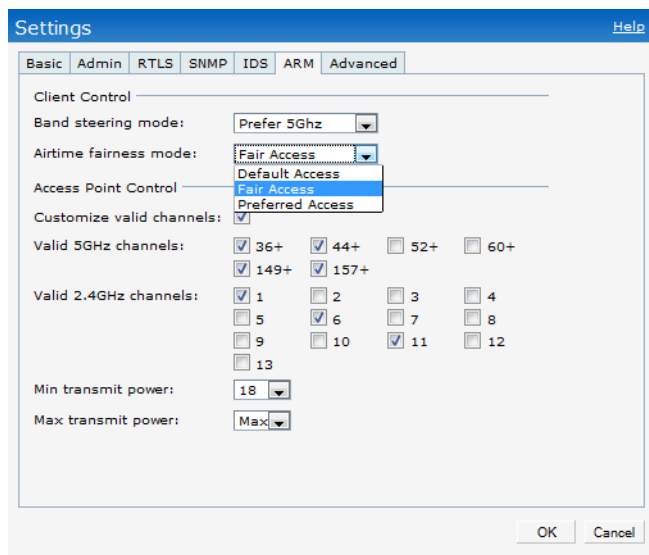 Settings Help
Basic Admin RTLS SNMP IDS ARM Advanced
Client Control
Band steering mode: Prefer 5Ghz
Airtime fairness mode: Fair Access
Default Access
Fair Access
Preferred Access
Access Point Control
Customize valid channels:
Valid 5GHz channels: 36+ 44+ 52+ 60+
149+ 157+
Valid 2.4GHz channels: 1 2 3 4
5 6 7 8
9 10 11 12
13
Min transmit power: 18
Max transmit power: Max
OK Cancel